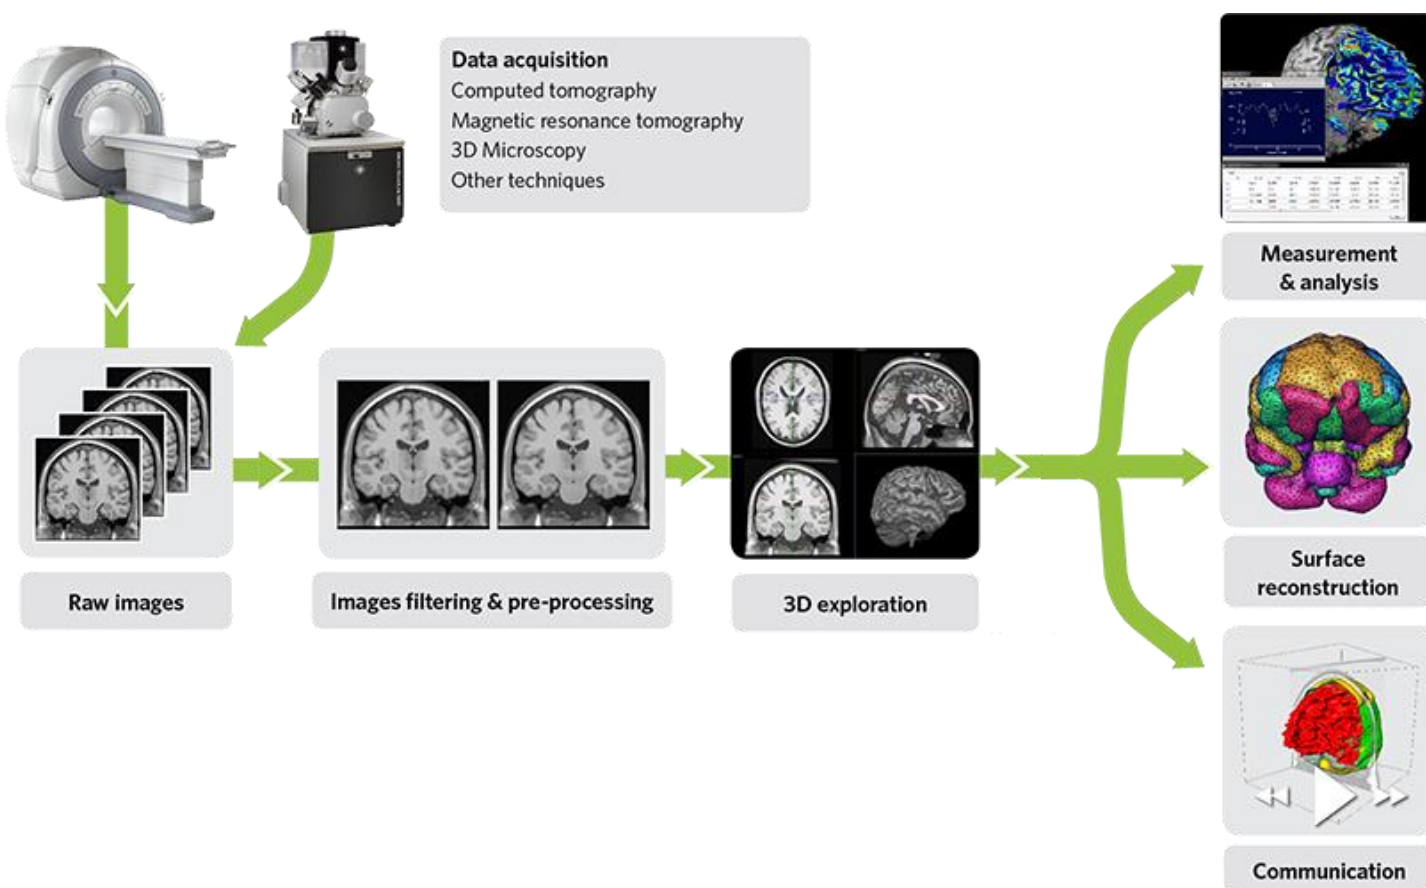 Data acquisition
Computed tomography
Magnetic resonance tomography
3D Microscopy
Other techniques
Measurement
& analysis
Raw images
Images filtering & pre-processing
3D exploration
Surface
reconstruction
Communication